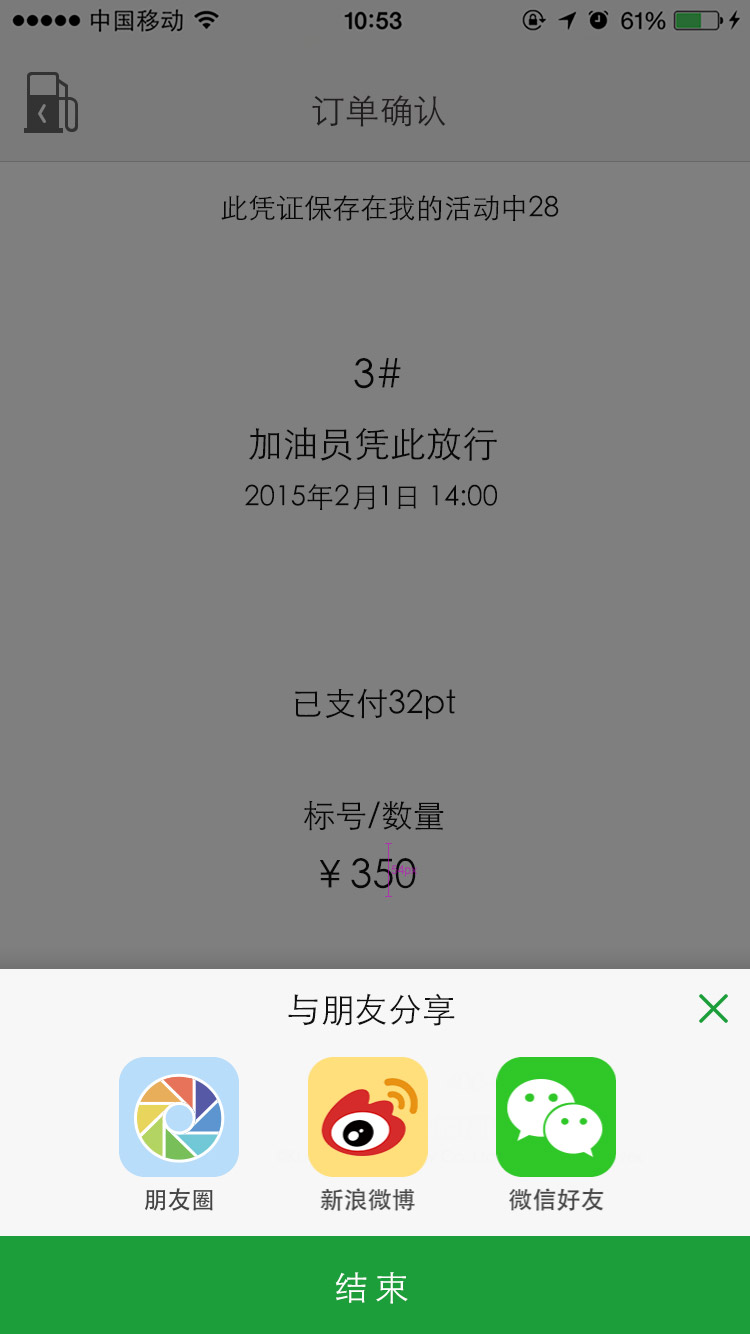 中国移动 10:53 61%
订单确认
此凭证保存在我的活动中28
3#
加油员凭此放行
2015年2月1日 14:00
已支付32pt
标号/数量
￥350
与朋友分享
朋友圈 新浪微博 微信好友
结束